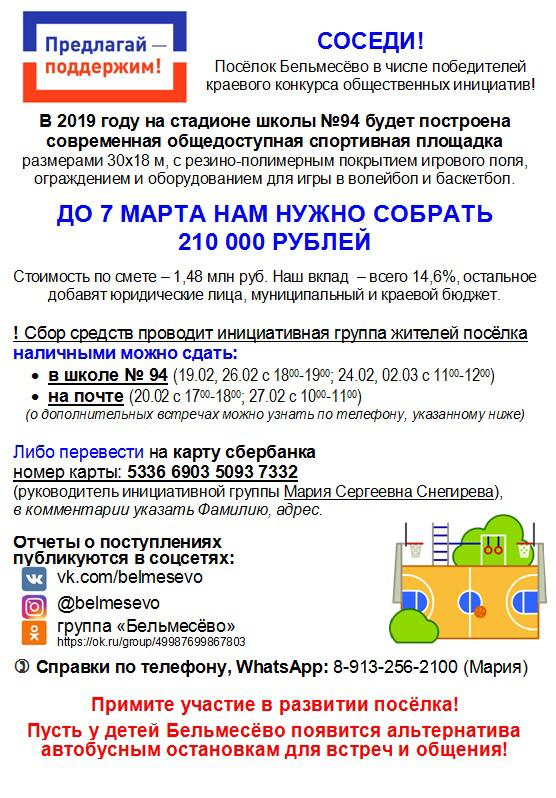 Предлагай —
поддержим!
СОСЕДИ!
Посёлок Бельмесёво в числе победителей
краевого конкурса общественных инициатив!
В 2019 году на стадионе школы №94 будет построена
современная общедоступная спортивная площадка
размерами 30х18 м, с резино-полимерным покрытием игрового поля,
ограждением и оборудованием для игры в волейбол и баскетбол.
ДО 7 МАРТА НАМ НУЖНО СОБРАТЬ
210 000 РУБЛЕЙ
Стоимость по смете – 1,48 млн руб. Наш вклад – всего 14,6%, остальное
добавят юридические лица, муниципальный и краевой бюджет.
! Сбор средств проводит инициативная группа жителей посёлка
наличными можно сдать:
• в школе № 94 (19.02, 26.02 с 18⁰⁰-19⁰⁰; 24.02, 02.03 с 11⁰⁰-12⁰⁰)
• на почте (20.02 с 17⁰⁰-18⁰⁰; 27.02 с 10⁰⁰-11⁰⁰)
(о дополнительных встречах можно узнать по телефону, указанному ниже)
Либо перевести на карту сбербанка
номер карты: 5336 6903 5093 7332
(руководитель инициативной группы Мария Сергеевна Снегирева),
в комментарии указать Фамилию, адрес.
Отчеты о поступлениях
публикуются в соцсетях:
vk.com/belmesevo
@belmesevo
группа «Бельмесёво»
https://ok.ru/group/49987699867803
③ Справки по телефону, WhatsApp: 8-913-256-2100 (Мария)
Примите участие в развитии посёлка!
Пусть у детей Бельмесёво появится альтернатива
автобусным остановкам для встреч и общения!